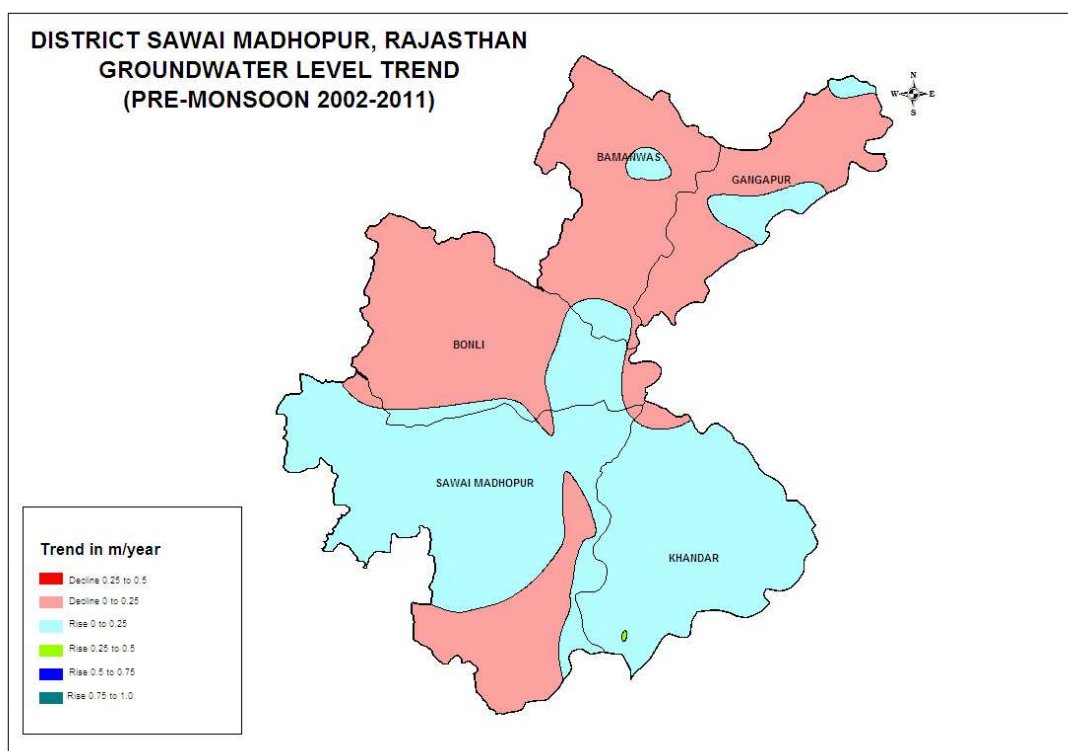 DISTRICT SAWAI MADHOPUR, RAJASTHAN
GROUNDWATER LEVEL TREND
(PRE-MONSOON 2002-2011)
N
W E
S
BAMANWAS
GANGAPUR
BONLI
SAWAI MADHOPUR
KHANDAR
Trend in m/year
Decline 0.25 to 0.5
Decline 0 to 0.25
Rise 0 to 0.25
Rise 0.25 to 0.5
Rise 0.5 to 0.75
Rise 0.75 to 1.0